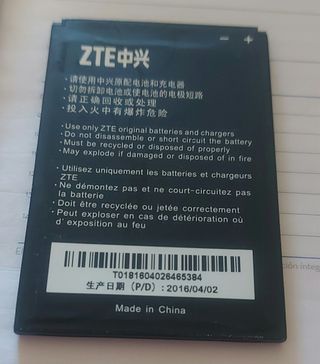 − +
ZTE中兴
·请使用中兴原配电池和充电器
·切勿拆卸电池或使电池的电极短路
·请正确回收或处理
·投入火中有爆炸危险
·Use only ZTE original batteries and chargers
·Do not disassemble or short circuit the battery
·Must be recycled or disposed of properly
·May explode if damaged or disposed of in fire
·Utilisez uniquement les batteries et chargeurs
ZTE
·Ne démontez pas et ne court-circuitez pas
la batterie
·Doit être recyclée ou jetée correctement
·Peut exploser en cas de détérioration où
d' exposition au feu
T0181604026465384
生产日期(P/D): 2016/04/02
Made in China